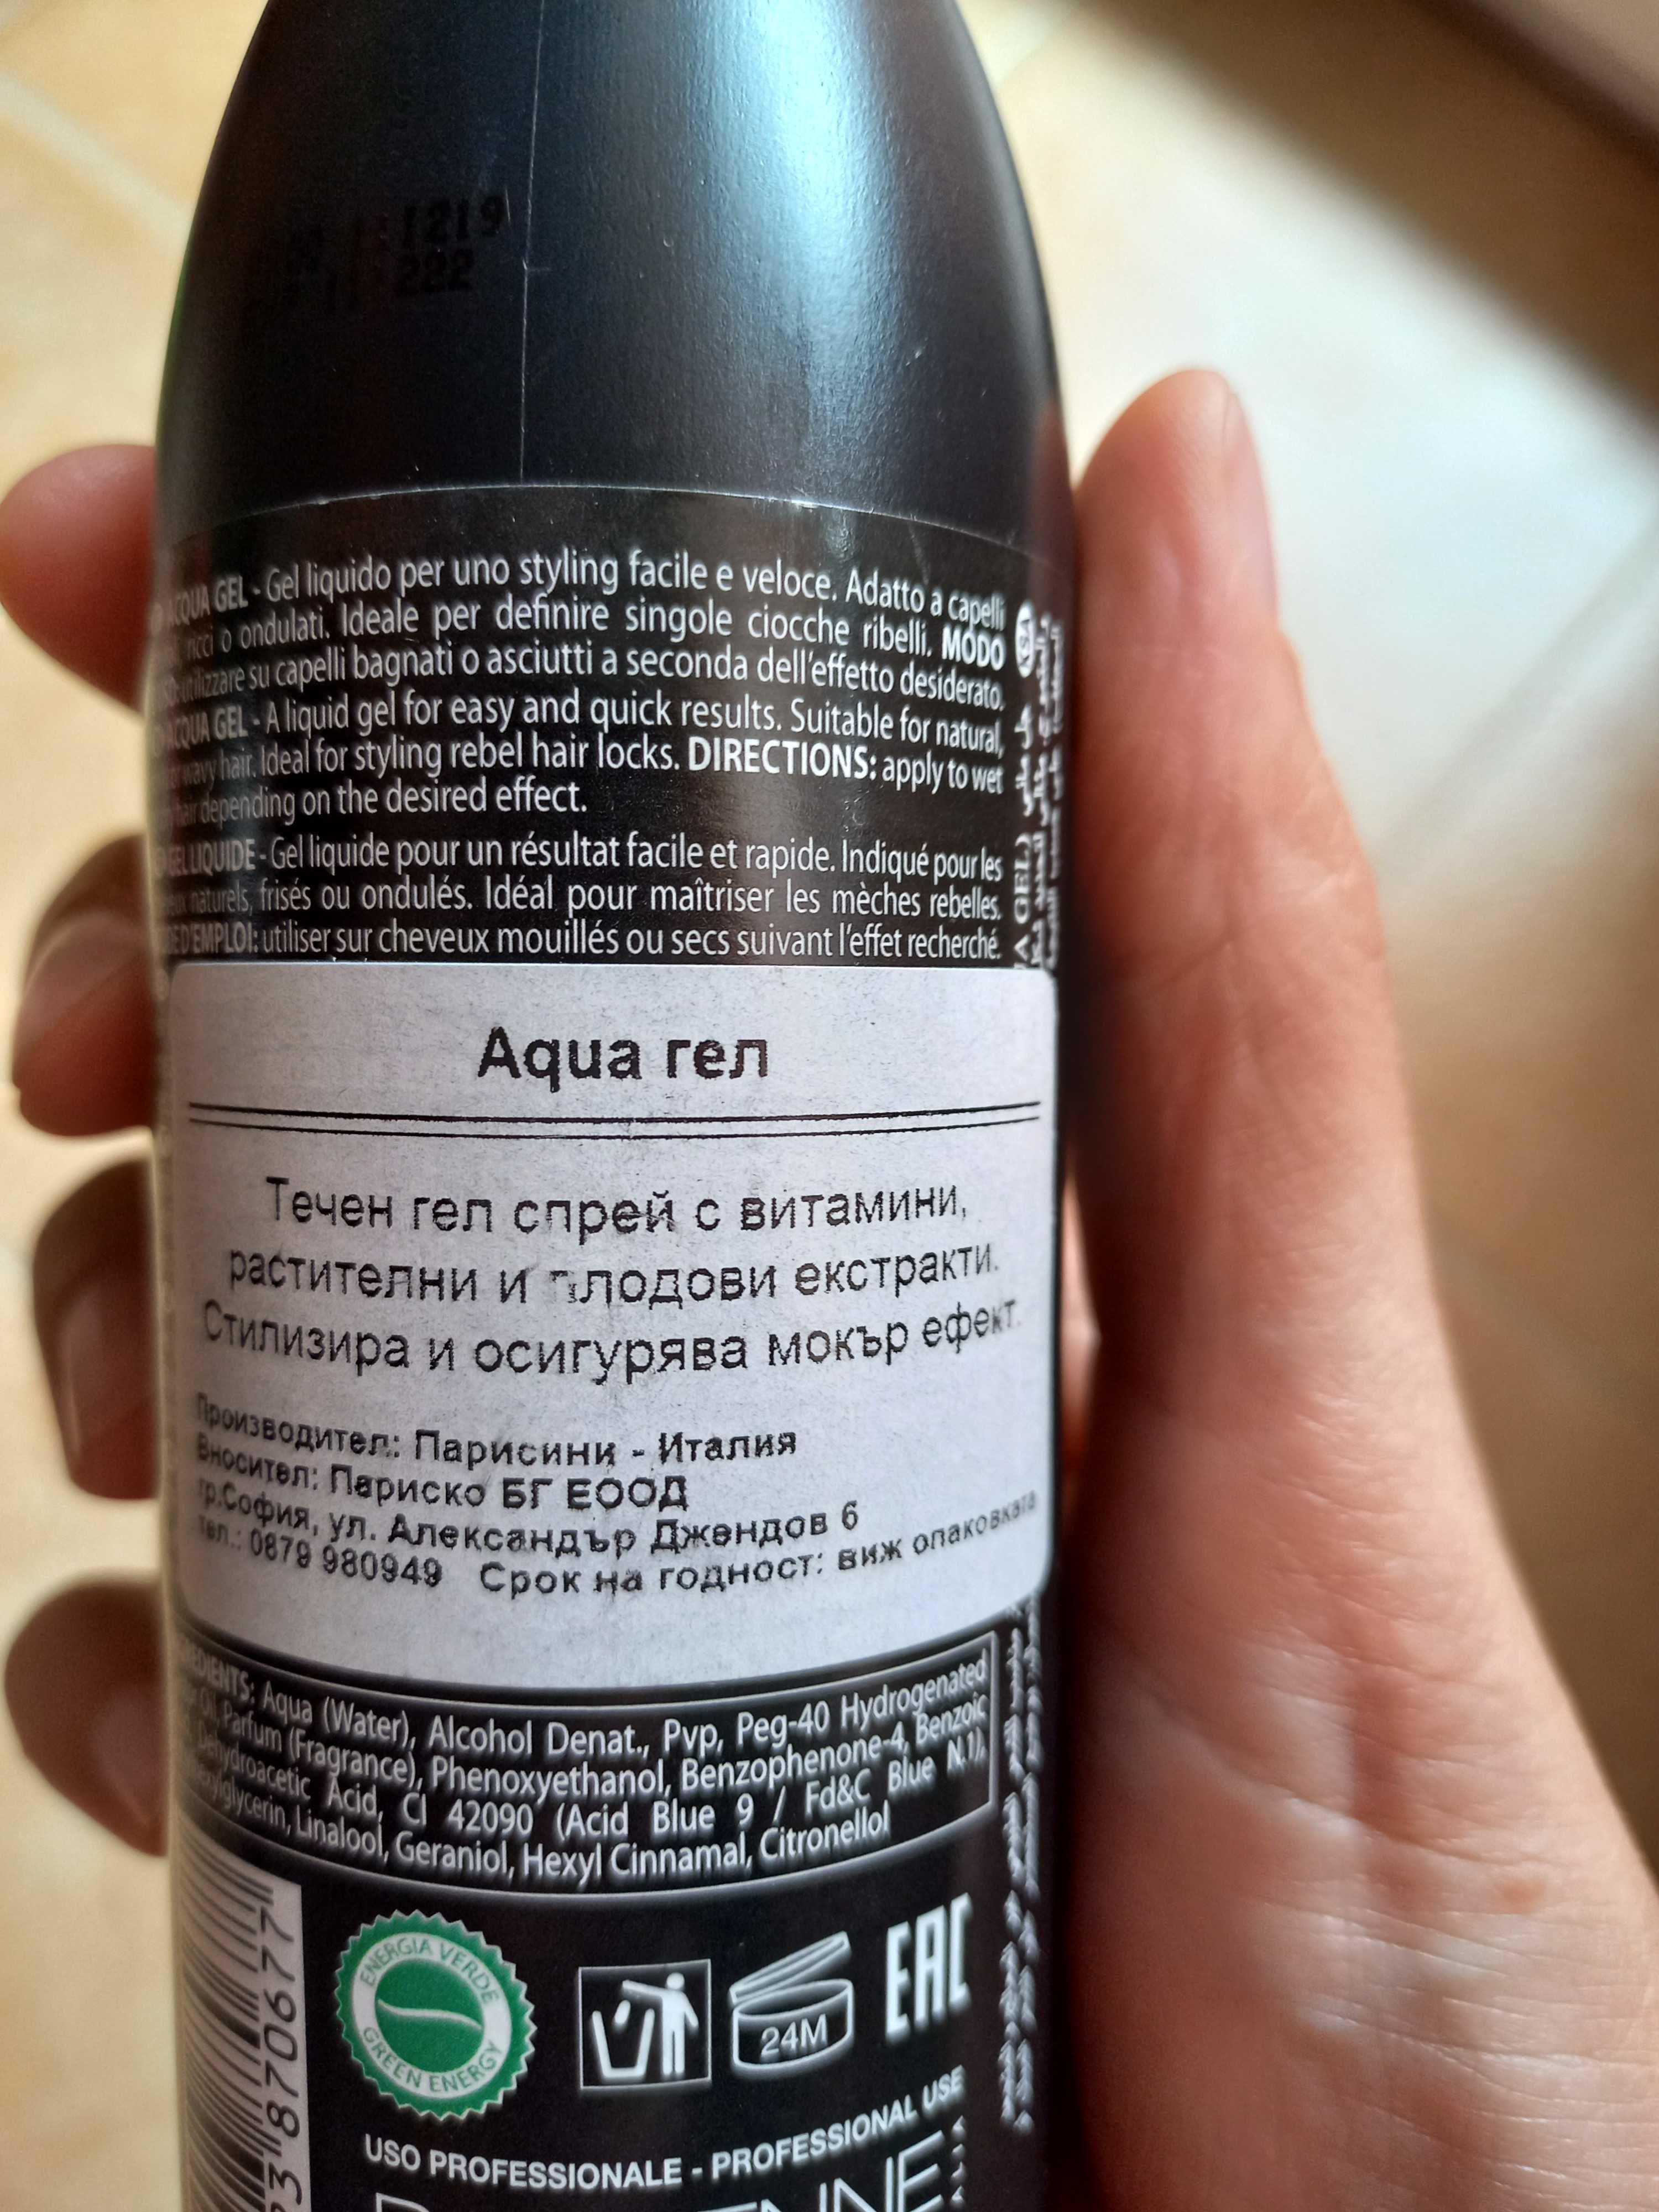 1219
222
ACQUA GEL - Gel liquido per uno styling facile e veloce. Adatto a capelli
ricci o ondulati. Ideale per definire singole ciocche ribelli. MODO
utilizzare su capelli bagnati o asciutti a seconda dell'effetto desiderato.
ACQUA GEL - A liquid gel for easy and quick results. Suitable for natural,
wavy hair. Ideal for styling rebel hair locks. DIRECTIONS: apply to wet
hair depending on the desired effect.
GEL LIQUIDE - Gel liquide pour un résultat facile et rapide. Indiqué pour les
naturels, frisés ou ondulés. Idéal pour maîtriser les mèches rebelles.
D'EMPLOI: utiliser sur cheveux mouillés ou secs suivant l'effet recherché.
Aqua гел
Течен гел спрей с витамини,
растителни и плодови екстракти.
Стилизира и осигурява мокър ефект.
Производител: Парисини - Италия
Вносител: Париско БГ ЕООД
гр.София, ул. Александър Джендов 6
тел.: 0879 980949 Срок на годност: виж опаковката
Aqua (Water), Alcohol Denat., Pvp, Peg-40 Hydrogenated
Oil, Parfum (Fragrance), Phenoxyethanol, Benzophenone-4, Benzoic
Dehydroacetic Acid, CI 42090 (Acid Blue 9 / Fd&C Blue N.1),
Linalool, Geraniol, Hexyl Cinnamal, Citronellol
ENERGIA VERDE
GREEN ENERGY
24M
EAC
870677
USO PROFESSIONALE - PROFESSIONAL USE